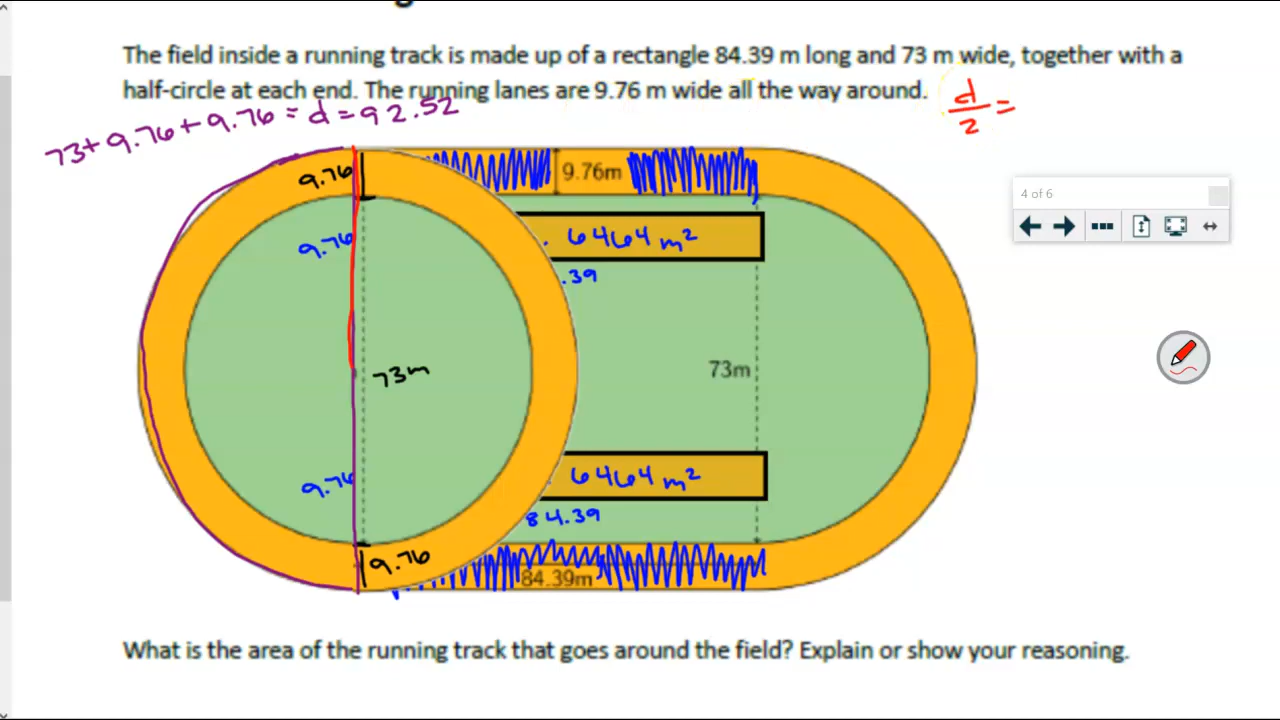 The field inside a running track is made up of a rectangle 84.39 m long and 73 m wide, together with a
half-circle at each end. The running lanes are 9.76 m wide all the way around.
d/2 =
73+9.76+9.76 = d = 92.52
9.76
9.76m
4 of 6
9.76
. 6464 m²
.39
73m
73m
9.76
. 6464 m²
84.39
9.76
84.39m
What is the area of the running track that goes around the field? Explain or show your reasoning.